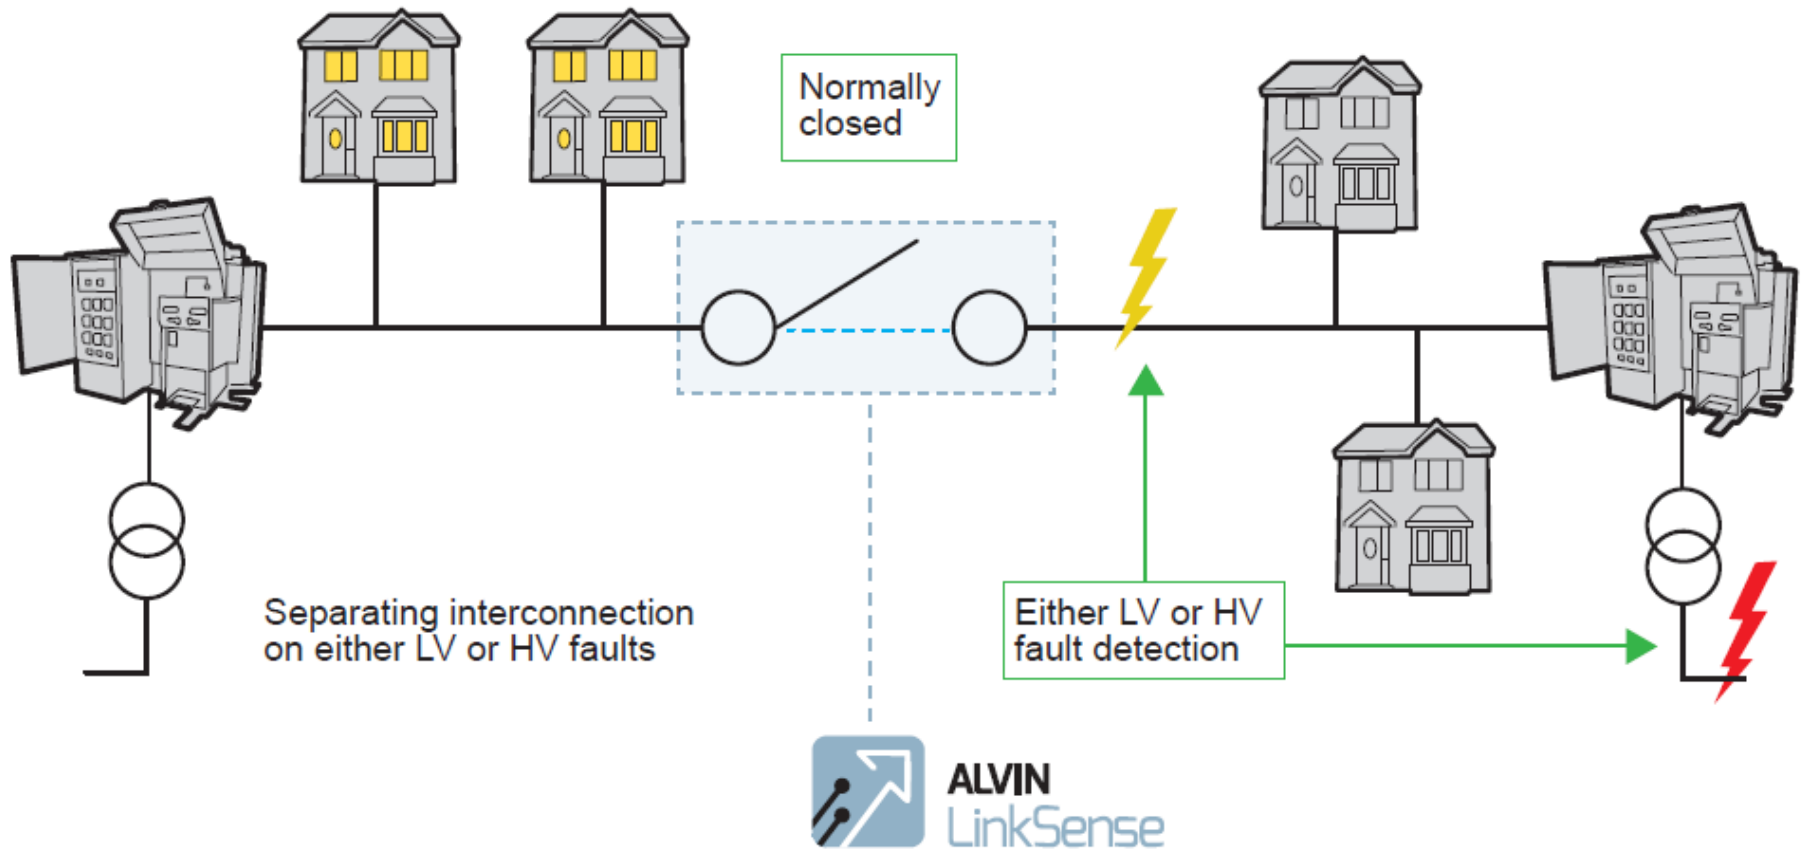 Normally
closed
Separating interconnection
on either LV or HV faults
Either LV or HV
fault detection
ALVIN
LinkSense